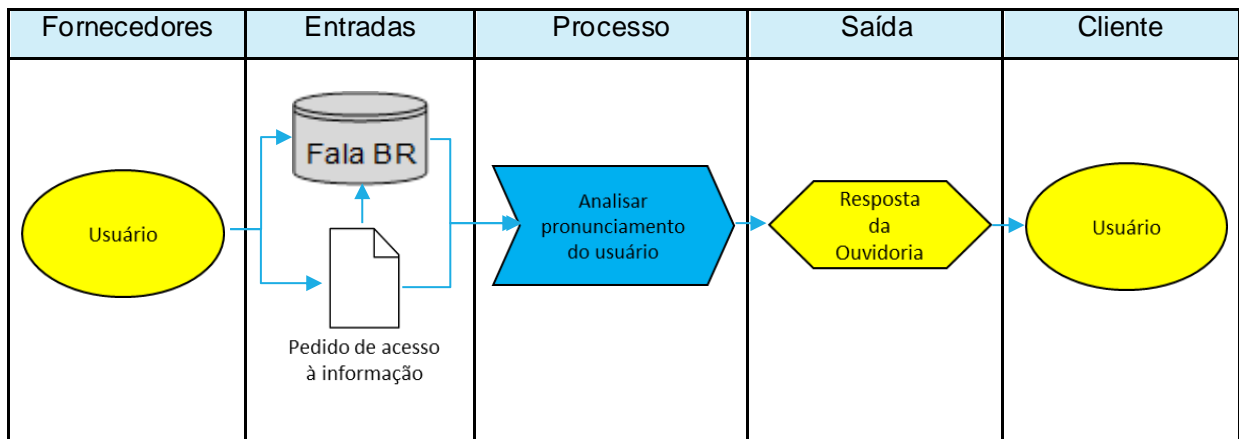 Fornecedores
Entradas
Processo
Saída
Cliente
Usuário
Fala BR
Pedido de acesso
à informação
Analisar
pronunciamento
do usuário
Resposta
da
Ouvidoria
Usuário